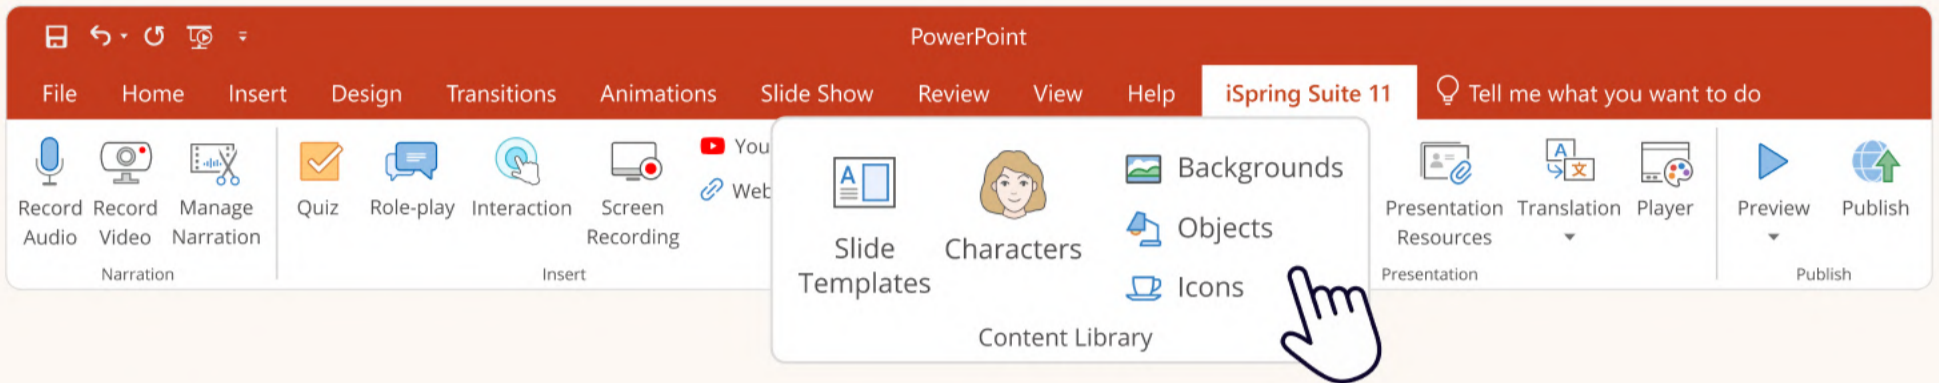 PowerPoint
File Home Insert Design Transitions Animations Slide Show Review View Help iSpring Suite 11 Tell me what you want to do
Record Audio
Record Video
Manage Narration
Narration
Quiz
Role-play
Interaction
Screen Recording
You
Web
Insert
Slide
Templates
Characters
Backgrounds
Objects
Icons
Content Library
Presentation Resources
Translation
Player
Presentation
Preview
Publish
Publish